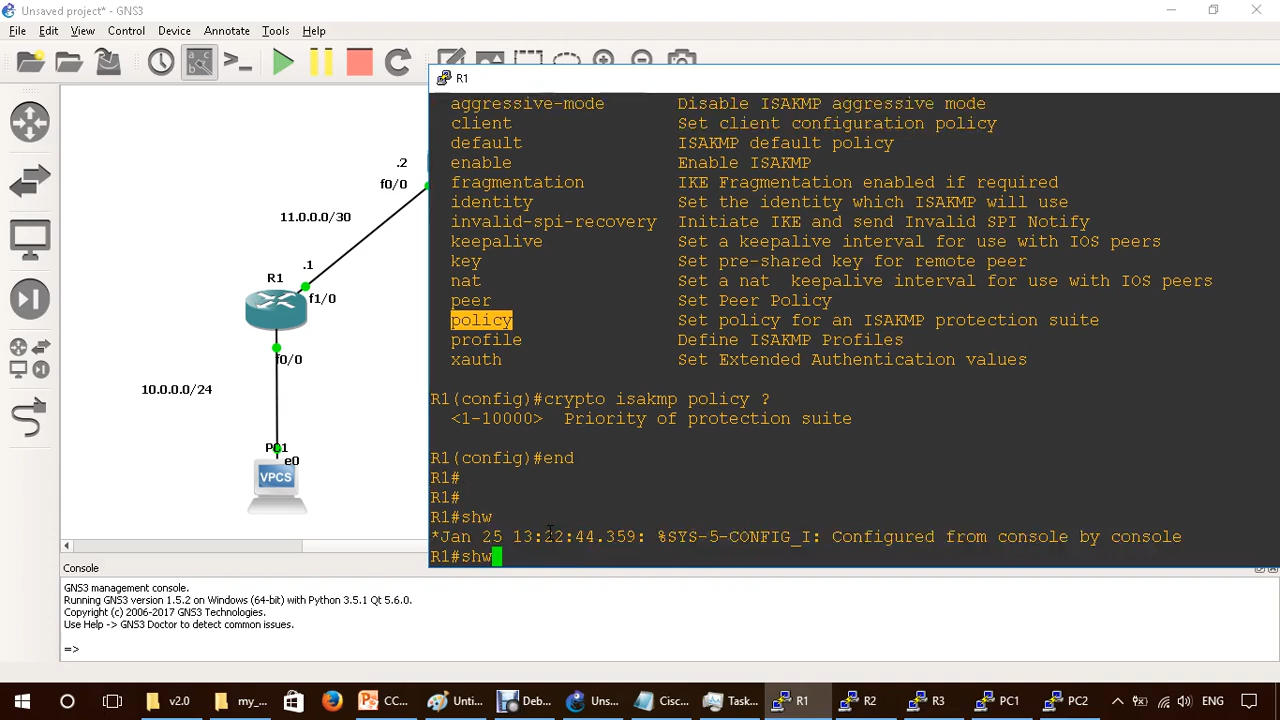 Unsaved project* - GNS3
File Edit View Control Device Annotate Tools Help
R1
aggressive-mode Disable ISAKMP aggressive mode
client Set client configuration policy
default ISAKMP default policy
enable Enable ISAKMP
fragmentation IKE Fragmentation enabled if required
identity Set the identity which ISAKMP will use
invalid-spi-recovery Initiate IKE and send Invalid SPI Notify
keepalive Set a keepalive interval for use with IOS peers
key Set pre-shared key for remote peer
nat Set a nat keepalive interval for use with IOS peers
peer Set Peer Policy
policy Set policy for an ISAKMP protection suite
profile Define ISAKMP Profiles
xauth Set Extended Authentication values
R1(config)#crypto isakmp policy ?
<1-10000> Priority of protection suite
R1(config)#end
R1#
R1#
R1#shw
*Jan 25 13:22:44.359: %SYS-5-CONFIG_I: Configured from console by console
R1#shw
.2
f0/0
11.0.0.0/30
.1
R1
f1/0
f0/0
10.0.0.0/24
PC1
e0
VPCS
Console
GNS3 management console.
Running GNS3 version 1.5.2 on Windows (64-bit) with Python 3.5.1 Qt 5.6.0.
Copyright (c) 2006-2017 GNS3 Technologies.
Use Help -> GNS3 Doctor to detect common issues.
=>
v2.0 my_... CC... Unti... Deb... Uns... Cisc... Task... R1 R2 R3 PC1 PC2 ENG